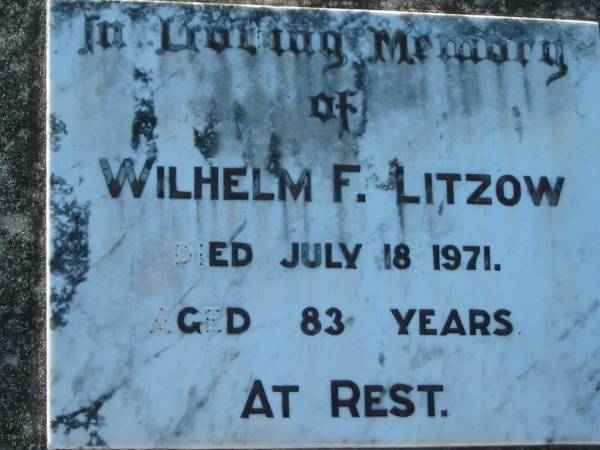 In Loving Memory
of
WILHELM F. LITZOW
DIED JULY 18 1971.
AGED 83 YEARS.
AT REST.